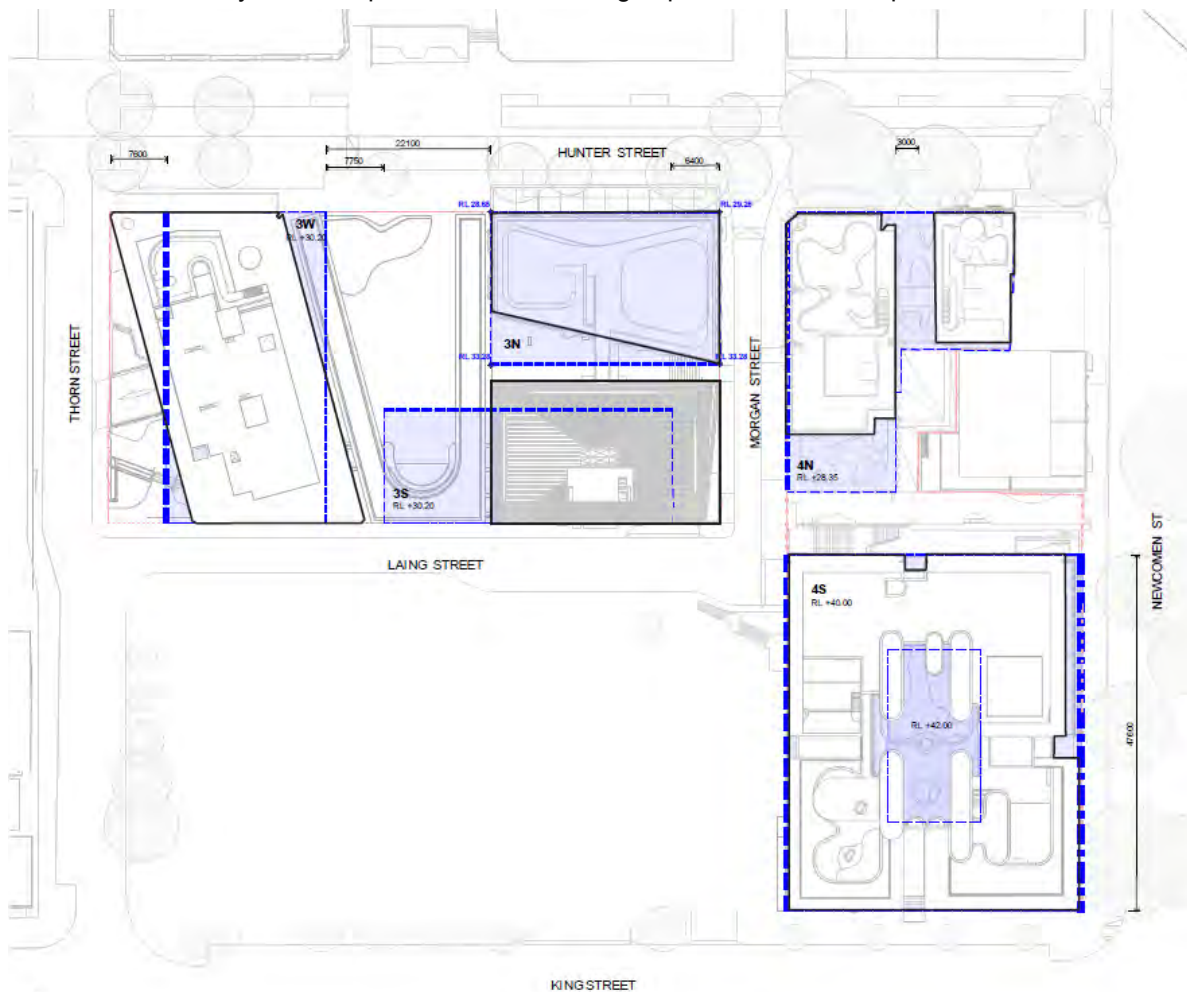 22100
3000
7600
HUNTER STREET
7750
6400
RL 28.68
RL 29.28
3W
RL +30.20
3N
RL 33.28
RL 33.28
THORN STREET
MORGAN STREET
4N
RL +28.35
3S
RL +30.20
LAING STREET
NEWCOMEN ST
4S
RL +40.00
RL +42.00
47600
KING STREET